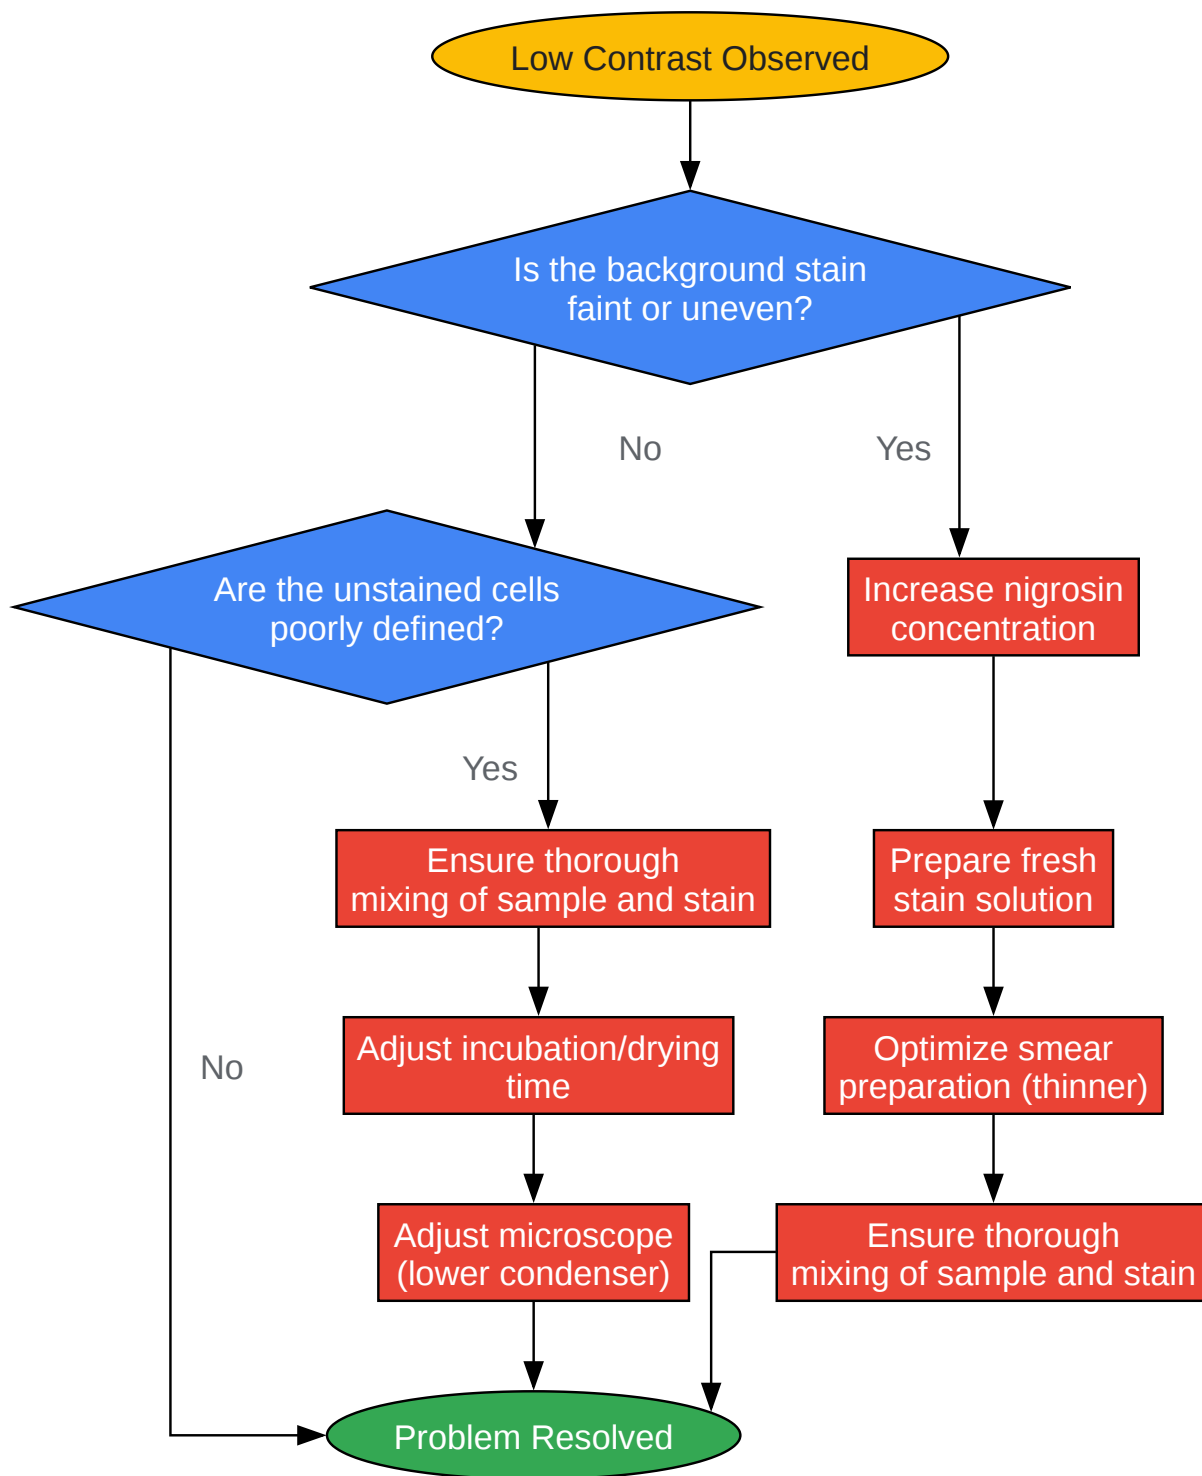 Low Contrast Observed
Is the background stain
faint or uneven?
No
Yes
Are the unstained cells
poorly defined?
Increase nigrosin
concentration
Yes
Ensure thorough
mixing of sample and stain
Prepare fresh
stain solution
No
Adjust incubation/drying
time
Optimize smear
preparation (thinner)
Adjust microscope
(lower condenser)
Ensure thorough
mixing of sample and stain
Problem Resolved